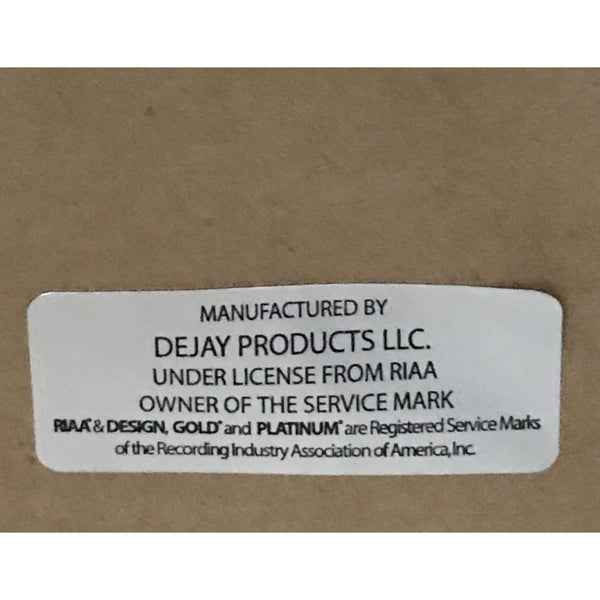 MANUFACTURED BY
DEJAY PRODUCTS LLC.
UNDER LICENSE FROM RIAA
OWNER OF THE SERVICE MARK
RIAA® & DESIGN, GOLD® and PLATINUM® are Registered Service Marks
of the Recording Industry Association of America, Inc.